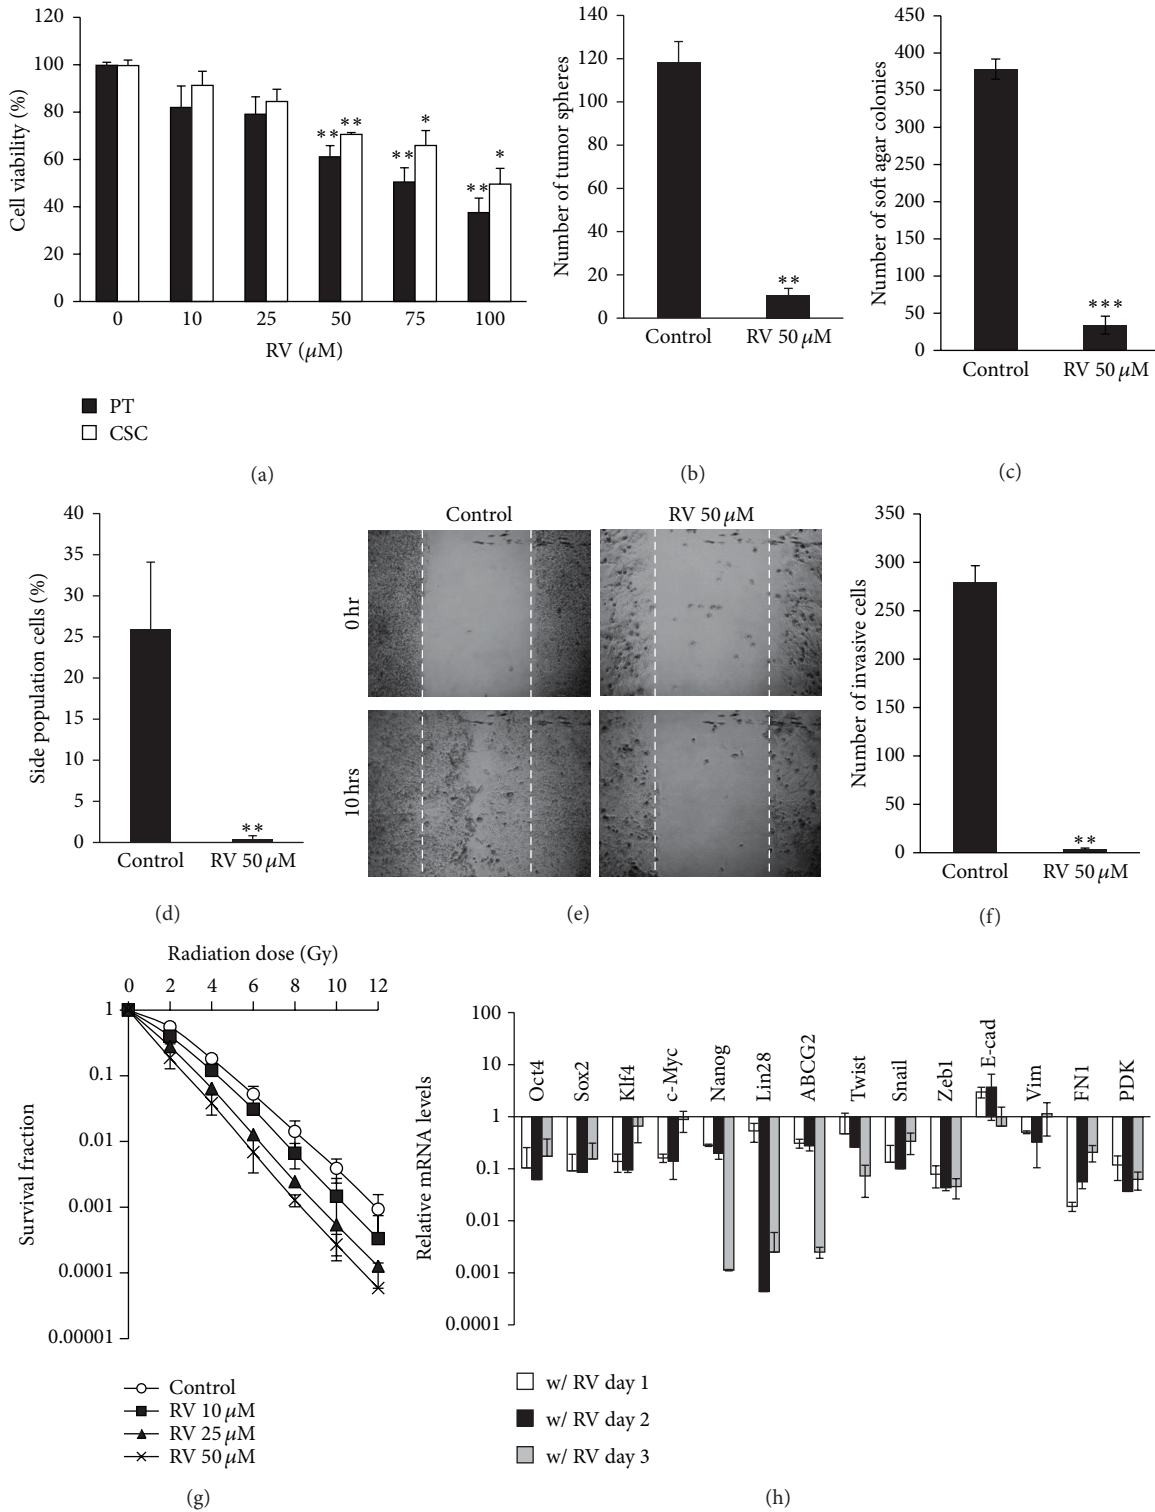 120
100
80
60
40
20
0
Cell viability (%)
** ** ** * ** *
0 10 25 50 75 100
RV (μM)
PT
CSC
(a)
140
120
100
80
60
40
20
0
Number of tumor spheres
**
Control RV 50 μM
(b)
450
400
350
300
250
200
150
100
50
0
Number of soft agar colonies
***
Control RV 50 μM
(c)
40
35
30
25
20
15
10
5
0
Side population cells (%)
**
Control RV 50 μM
(d)
Control RV 50 μM
0 hr
10 hrs
(e)
350
300
250
200
150
100
50
0
Number of invasive cells
**
Control RV 50 μM
(f)
Radiation dose (Gy)
0 2 4 6 8 10 12
1
0.1
0.01
0.001
0.0001
0.00001
Survival fraction
Control
RV 10 μM
RV 25 μM
RV 50 μM
(g)
100
10
1
0.1
0.01
0.001
0.0001
Relative mRNA levels
Oct4
Sox2
Klf4
c-Myc
Nanog
Lin28
ABCG2
Twist
Snail
Zeb1
E-cad
Vim
FN1
PDK
w/ RV day 1
w/ RV day 2
w/ RV day 3
(h)